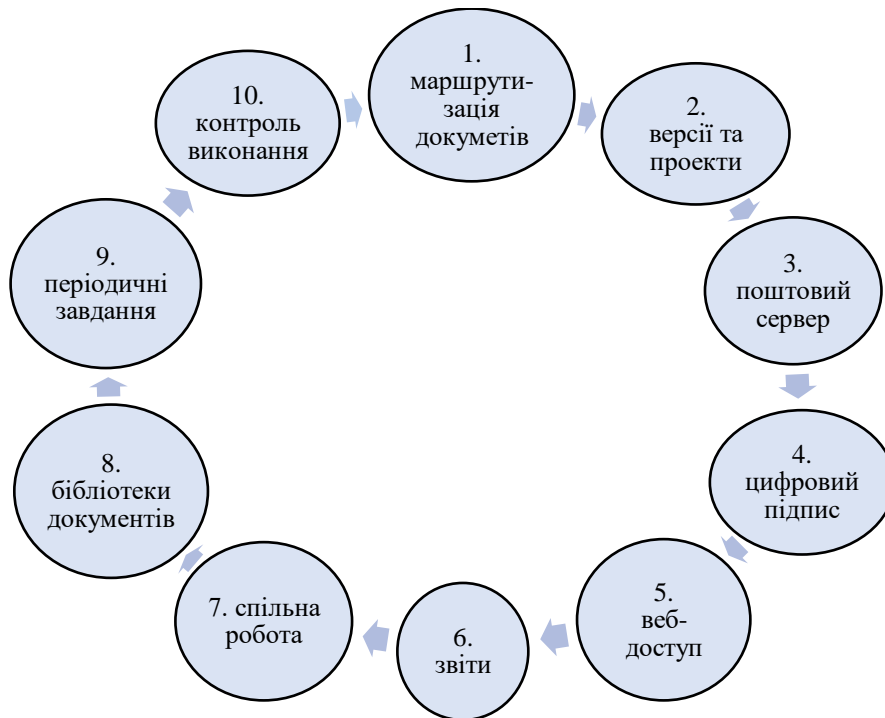 1.
маршрути-
зація
докуметів
2.
версії та
проекти
3.
поштовий
сервер
4.
цифровий
підпис
5.
веб-
доступ
6.
звіти
7. спільна
робота
8.
бібліотеки
документів
9.
періодичні
завдання
10.
контроль
виконання